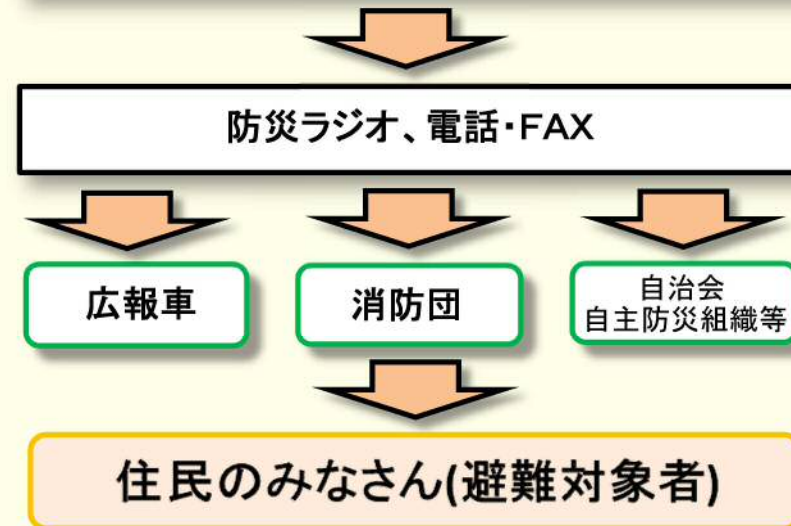 防災ラジオ、電話・FAX
広報車
消防団
自治会
自主防災組織等
住民のみなさん(避難対象者)